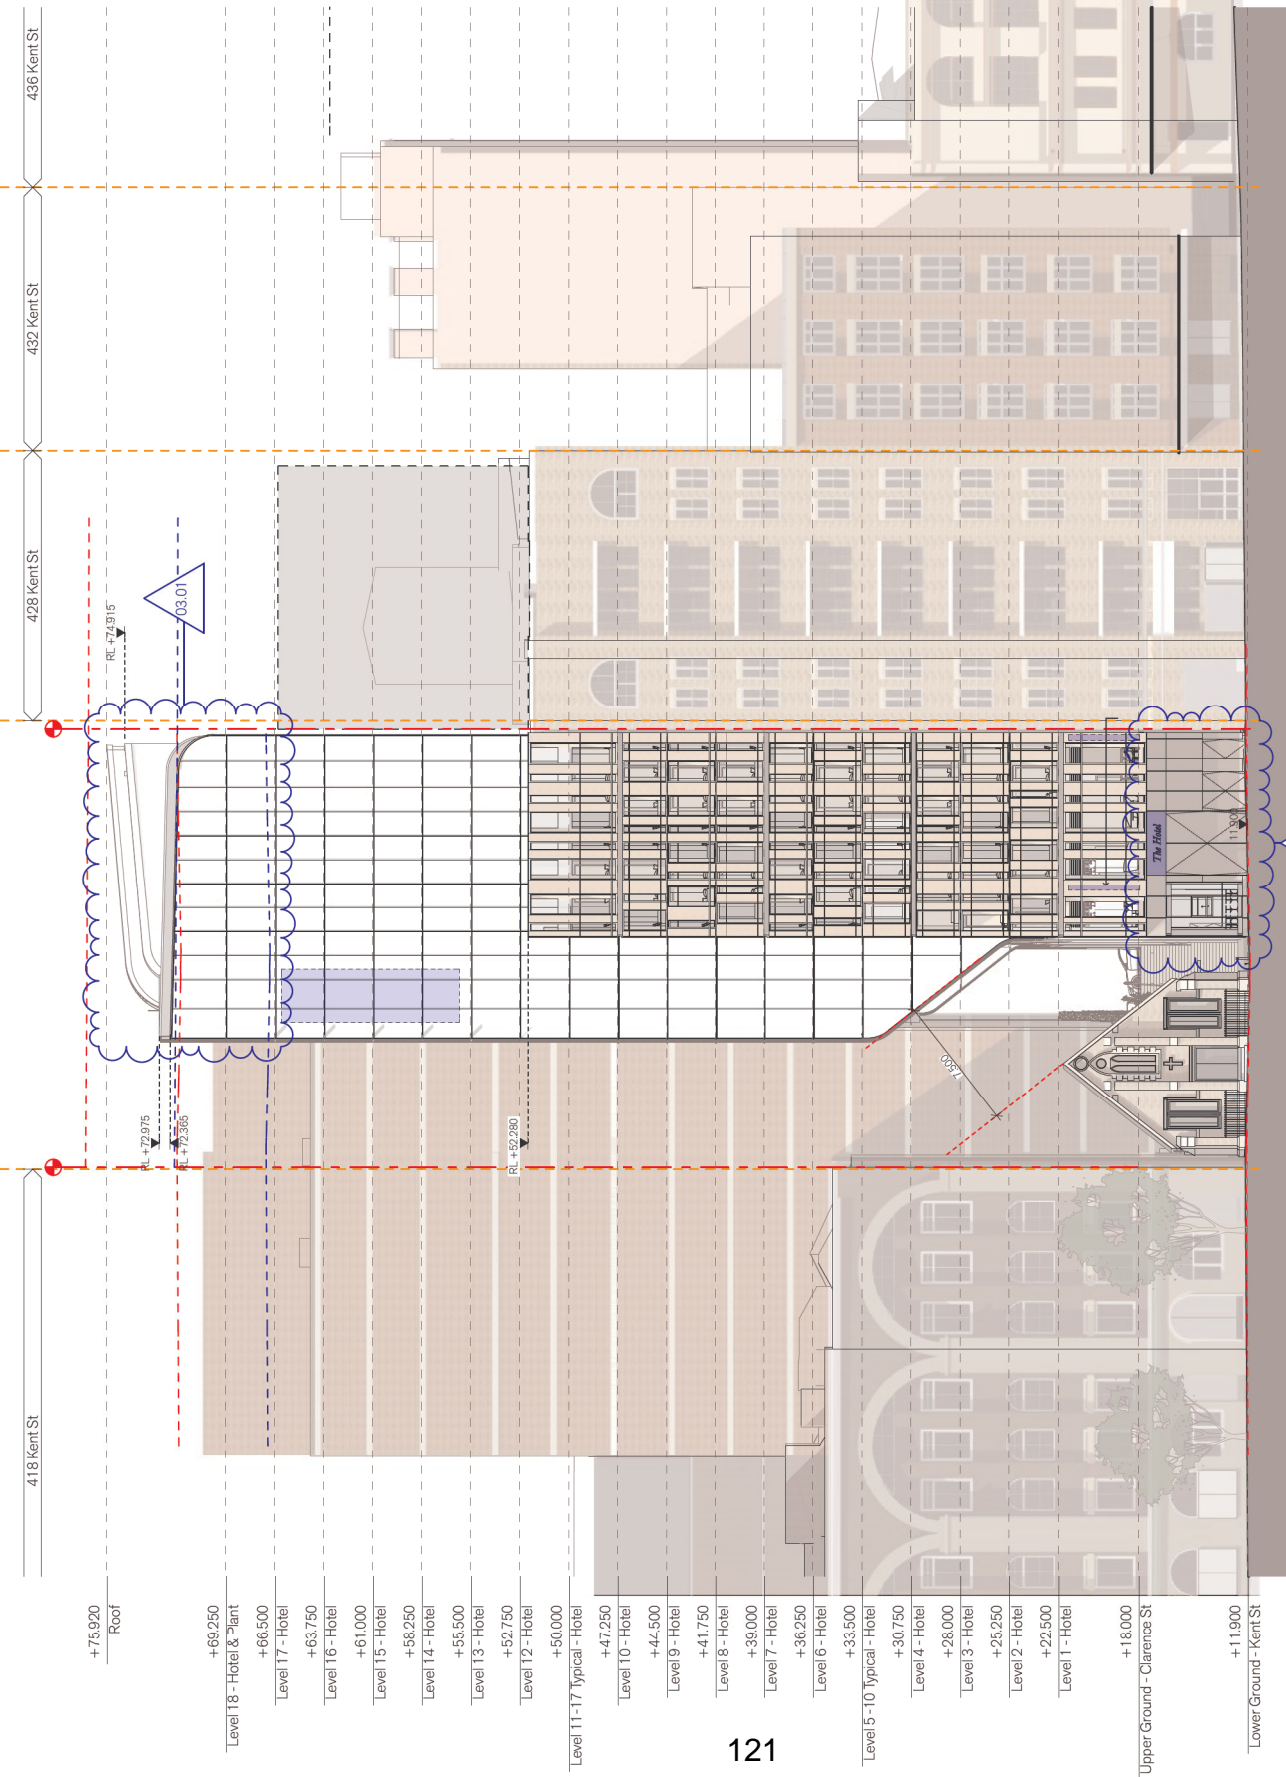 436 Kent St
432 Kent St
428 Kent St
418 Kent St
03.01
RL +74.915
RL +72.975
RL +72.365
RL +52.280
7.500
The Hotel
11.900
+75.920
Roof
+69.250
Level 18 - Hotel & Plant
+66.500
Level 17 - Hotel
+63.750
Level 16 - Hotel
+61.000
Level 15 - Hotel
+58.250
Level 14 - Hotel
+55.500
Level 13 - Hotel
+52.750
Level 12 - Hotel
+50.000
Level 11-17 Typical - Hotel
+47.250
Level 10 - Hotel
+44.500
Level 9 - Hotel
+41.750
Level 8 - Hotel
+39.000
Level 7 - Hotel
+36.250
Level 6 - Hotel
+33.500
Level 5 -10 Typical - Hotel
+30.750
Level 4 - Hotel
+28.000
Level 3 - Hotel
+25.250
Level 2 - Hotel
+22.500
Level 1 - Hotel
+18.000
Upper Ground - Clarence St
+11.900
Lower Ground - Kent St
121